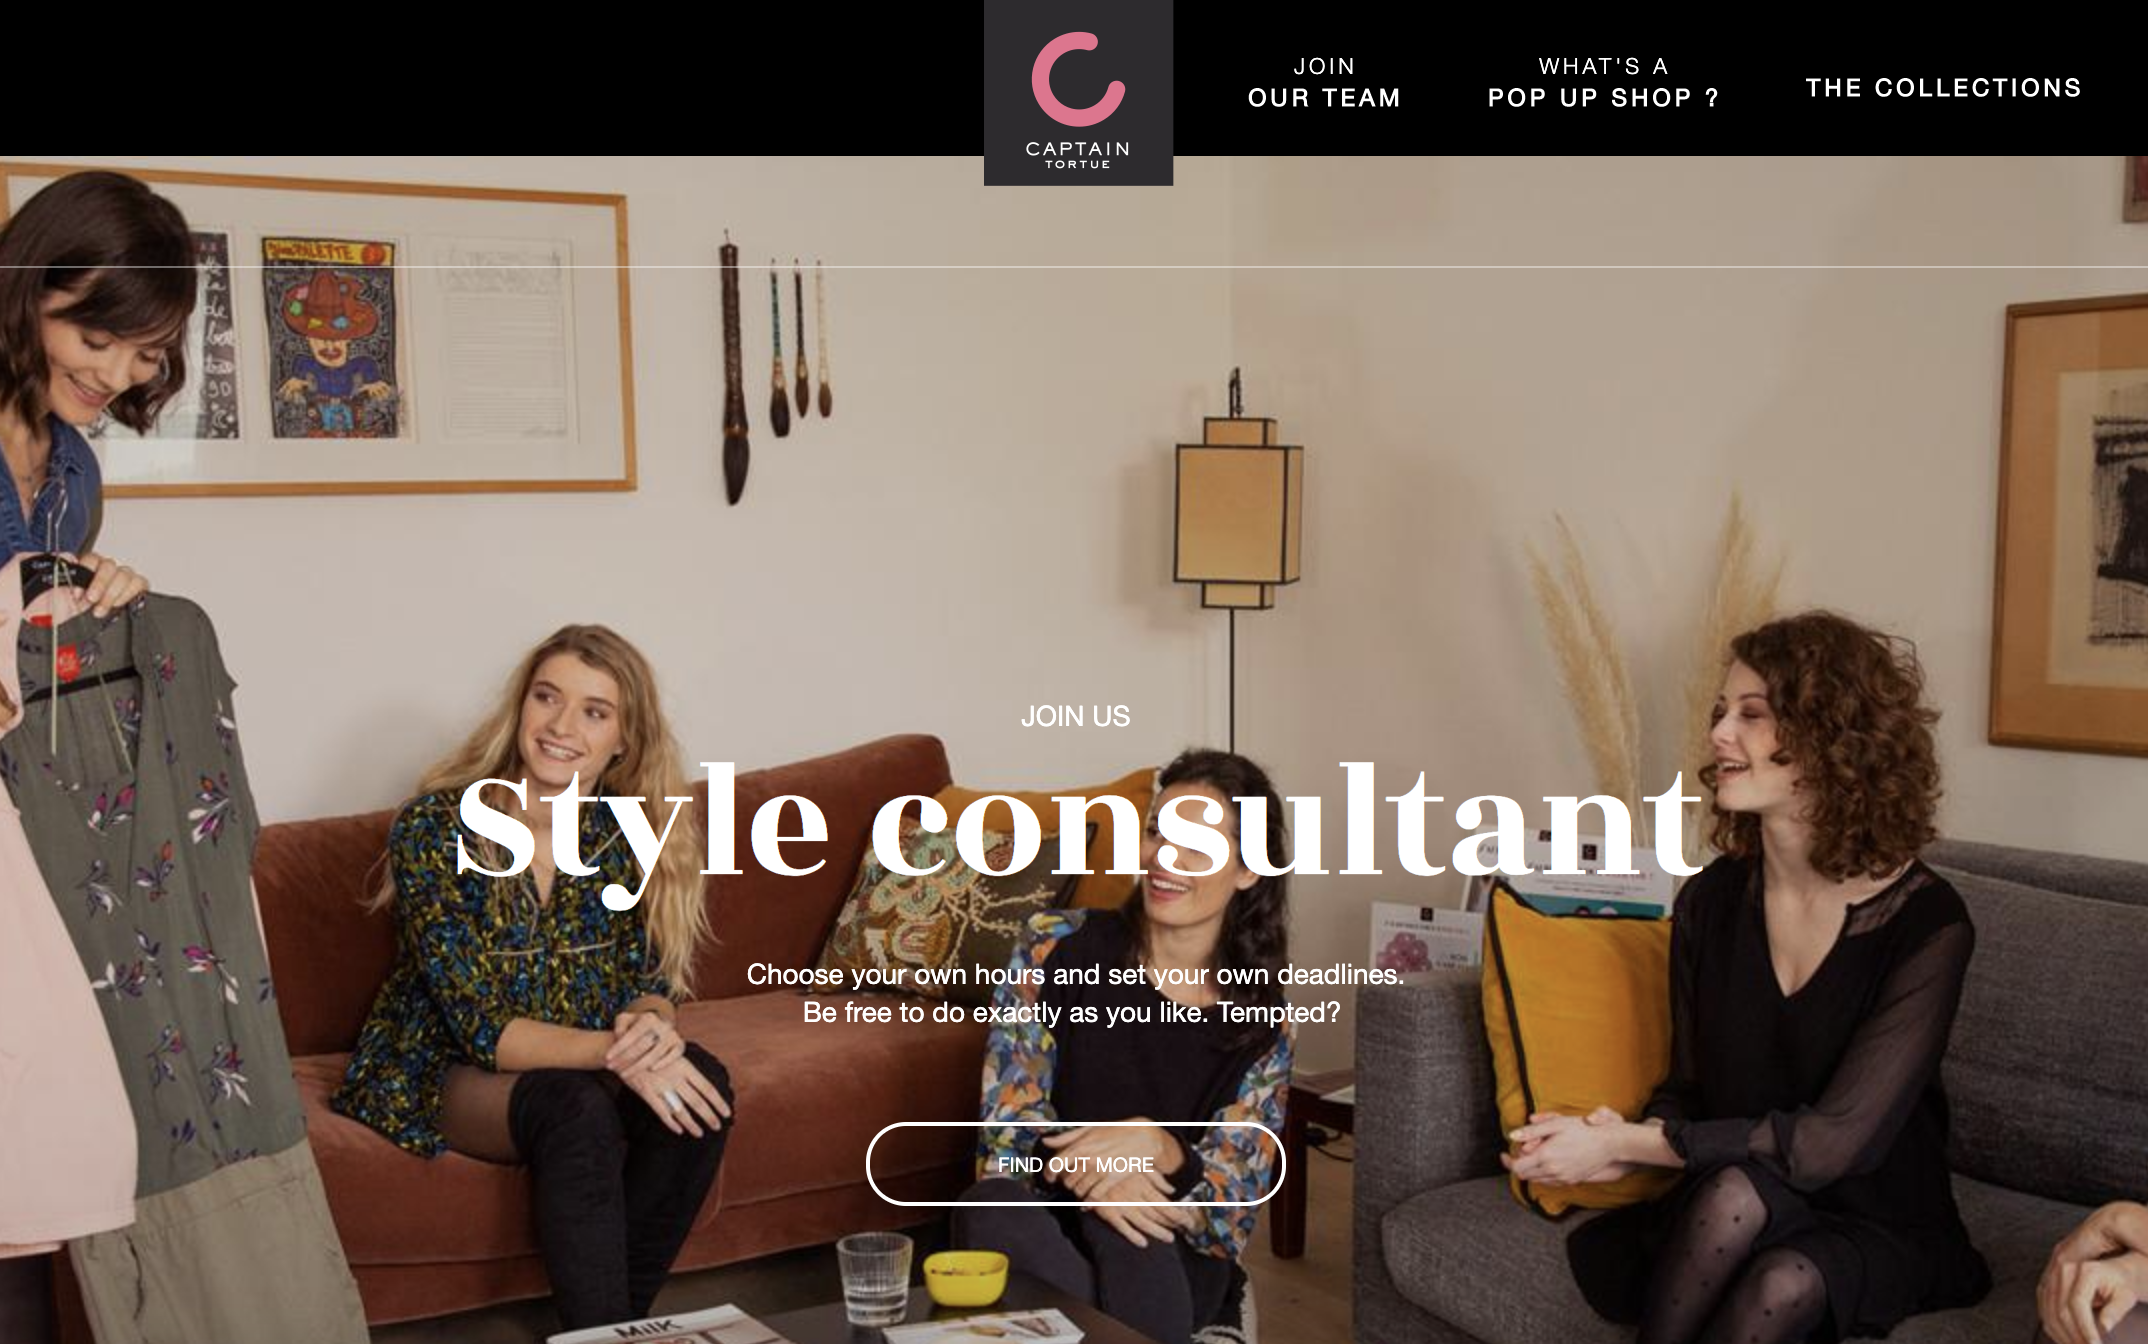 CAPTAIN
TORTUE
JOIN
OUR TEAM
WHAT'S A
POP UP SHOP ?
THE COLLECTIONS
JOIN US
Style consultant
Choose your own hours and set your own deadlines.
Be free to do exactly as you like. Tempted?
FIND OUT MORE
MilK